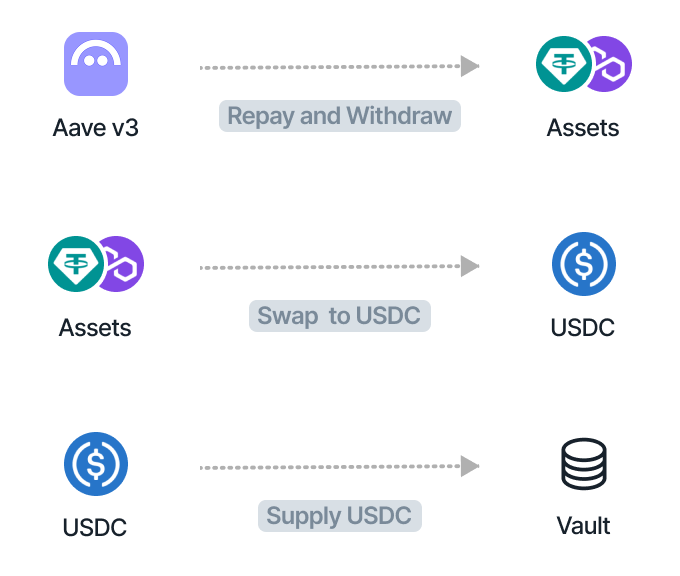 Aave v3
Repay and Withdraw
Assets
Assets
Swap  to USDC
USDC
USDC
Supply USDC
Vault